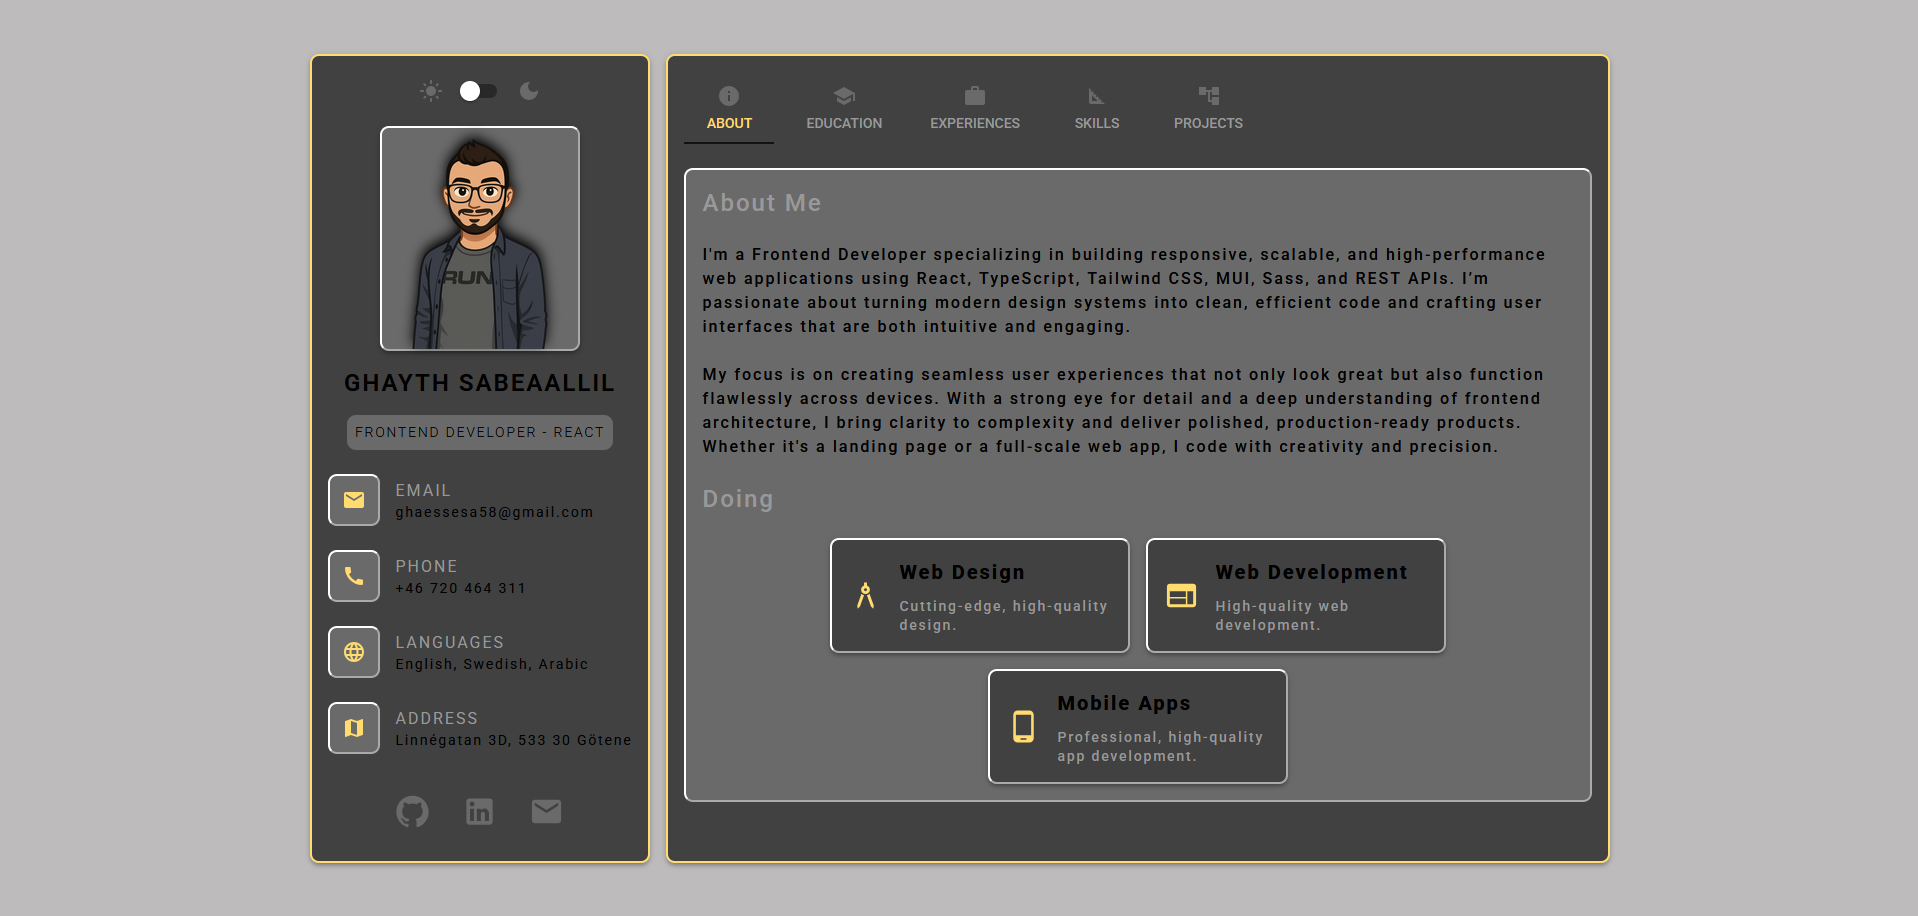 RUN
GHAYTH SABEAALLIL
FRONTEND DEVELOPER - REACT
EMAIL
ghaessesa58@gmail.com
PHONE
+46 720 464 311
LANGUAGES
English, Swedish, Arabic
ADDRESS
Linnégatan 3D, 533 30 Götene
ABOUT
EDUCATION
EXPERIENCES
SKILLS
PROJECTS
About Me
I'm a Frontend Developer specializing in building responsive, scalable, and high-performance
web applications using React, TypeScript, Tailwind CSS, MUI, Sass, and REST APIs. I’m
passionate about turning modern design systems into clean, efficient code and crafting user
interfaces that are both intuitive and engaging.
My focus is on creating seamless user experiences that not only look great but also function
flawlessly across devices. With a strong eye for detail and a deep understanding of frontend
architecture, I bring clarity to complexity and deliver polished, production-ready products.
Whether it's a landing page or a full-scale web app, I code with creativity and precision.
Doing
Web Design
Cutting-edge, high-quality
design.
Web Development
High-quality web
development.
Mobile Apps
Professional, high-quality
app development.